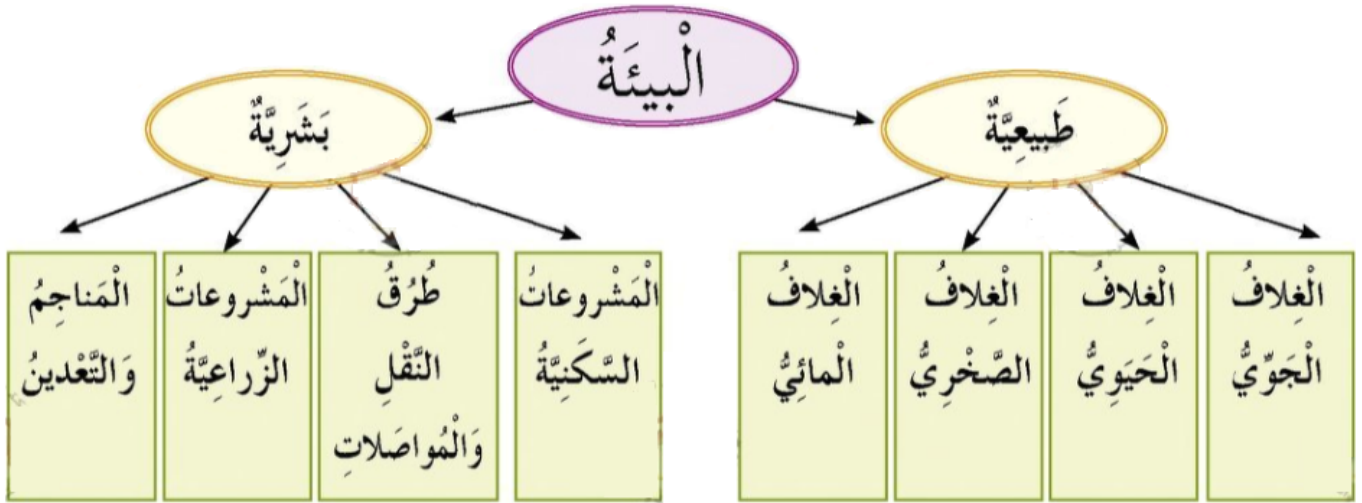 الْبيئَةُ
طَبيعِيَّةٌ
بَشَرِيَّةٌ
الْغِلافُ
الْجَوِّيُّ
الْغِلافُ
الْحَيَوِيُّ
الْغِلافُ
الصَّخْرِيُّ
الْغِلافُ
الْمائِيُّ
الْمَشْروعاتُ
السَّكَنِيَّةُ
طُرُقُ
النَّقْلِ
وَالْمُواصَلاتِ
الْمَشْروعاتُ
الزِّراعِيَّةُ
الْمَناجِمُ
وَالتَّعْدينُ